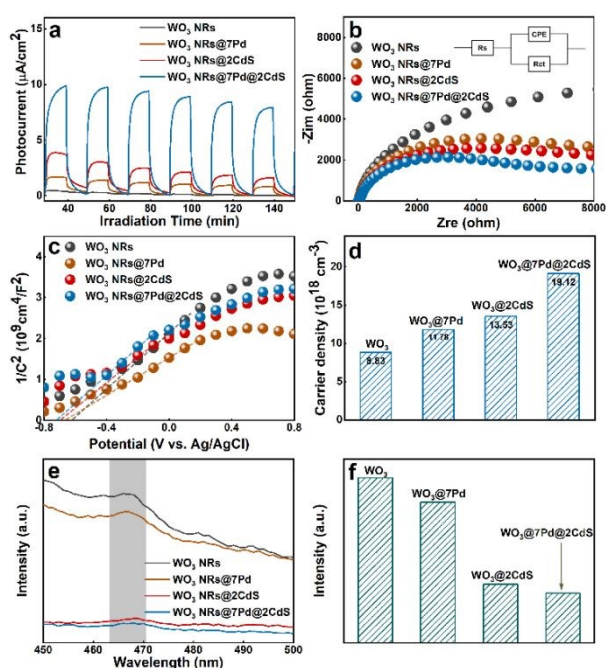 a
WO3 NRs
WO3 NRs@7Pd
WO3 NRs@2CdS
WO3 NRs@7Pd@2CdS
Photocurrent (μA/cm²)
15
10
5
0
40 60 80 100 120 140
Irradiation Time (min)
b
WO3 NRs
WO3 NRs@7Pd
WO3 NRs@2CdS
WO3 NRs@7Pd@2CdS
Rs
CPE
Rct
-Zim (ohm)
8000
6000
4000
2000
0
0 2000 4000 6000 8000
Zre (ohm)
c
WO3 NRs
WO3 NRs@7Pd
WO3 NRs@2CdS
WO3 NRs@7Pd@2CdS
1/C² (10⁹cm⁴/F²)
4
3
2
1
0
-0.8 -0.4 0.0 0.4 0.8
Potential (V vs. Ag/AgCl)
d
Carrier density (10¹⁸ cm⁻³)
20
15
10
5
0
WO3
8.83
WO3@7Pd
11.78
WO3@2CdS
13.53
WO3@7Pd@2CdS
19.12
e
WO3 NRs
WO3 NRs@7Pd
WO3 NRs@2CdS
WO3 NRs@7Pd@2CdS
Intensity (a.u.)
450 460 470 480 490 500
Wavelength (nm)
f
Intensity (a.u.)
WO3
WO3@7Pd
WO3@2CdS
WO3@7Pd@2CdS